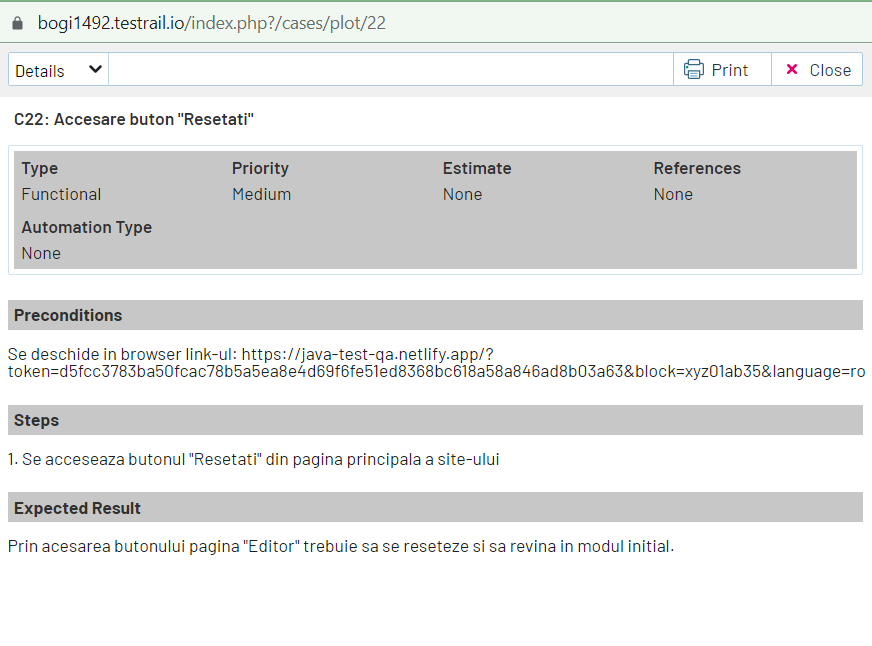 bogi1492.testrail.io/index.php?/cases/plot/22
Details
Print
Close
C22: Accesare buton "Resetati"
Type Priority Estimate References
Functional Medium None None
Automation Type
None
Preconditions
Se deschide in browser link-ul: https://java-test-qa.netlify.app/?
token=d5fcc3783ba50fcac78b5a5ea8e4d69f6fe51ed8368bc618a58a846ad8b03a63&block=xyz01ab35&language=ro
Steps
1. Se acceseaza butonul "Resetati" din pagina principala a site-ului
Expected Result
Prin acesarea butonului pagina "Editor" trebuie sa se reseteze si sa revina in modul initial.